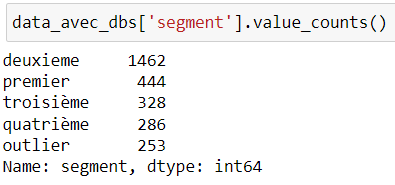 data_avec_dbs['segment'].value_counts()
deuxieme 1462
premier 444
troisième 328
quatrième 286
outlier 253
Name: segment, dtype: int64